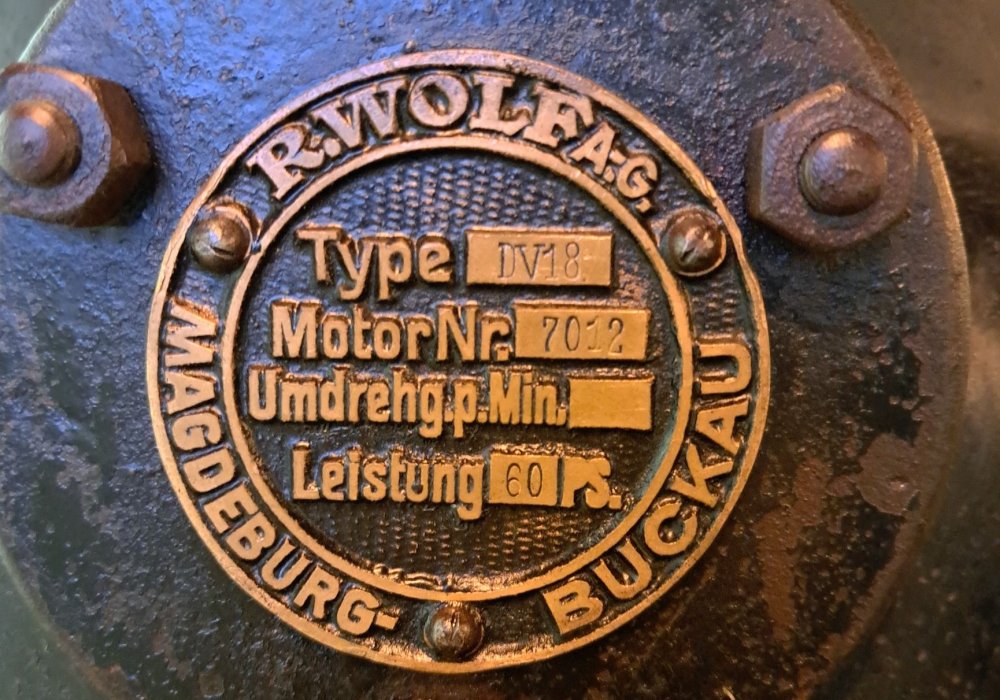 R. WOLF A.-G.,
Type DV18
Motor Nr. 7012
Umdrehg. p. Min.
Leistung 60 PS.
MAGDEBURG-BUCKAU